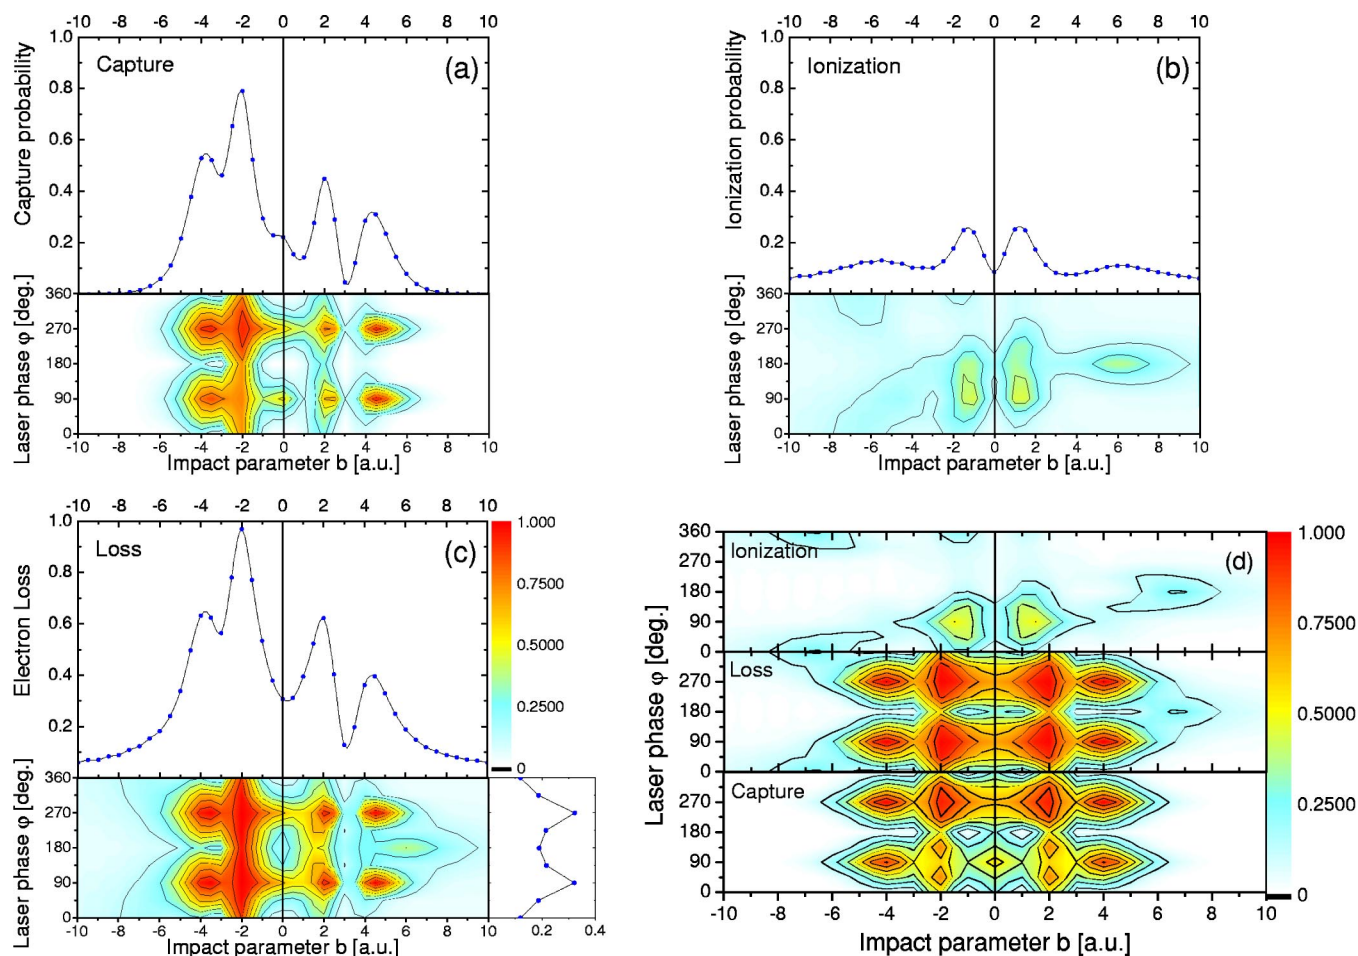 -10 -8 -6 -4 -2 0 2 4 6 8 10
1.0
Capture
(a)
0.8
0.6
0.4
0.2
Capture probability
360
270
180
90
0
Laser phase φ [deg.]
-10 -8 -6 -4 -2 0 2 4 6 8 10
Impact parameter b [a.u.]
-10 -8 -6 -4 -2 0 2 4 6 8 10
1.0
Ionization
(b)
0.8
0.6
0.4
0.2
Ionization probability
360
270
180
90
0
Laser phase φ [deg.]
-10 -8 -6 -4 -2 0 2 4 6 8 10
Impact parameter b [a.u.]
-10 -8 -6 -4 -2 0 2 4 6 8 10
1.0
Loss
(c)
0.8
0.6
0.4
0.2
Electron Loss
1.000
0.7500
0.5000
0.2500
0
360
270
180
90
0
Laser phase φ [deg.]
-10 -8 -6 -4 -2 0 2 4 6 8 10
0.2 0.4
Impact parameter b [a.u.]
360
Ionization
(d)
270
180
90
0
Loss
270
180
90
0
Capture
270
180
90
0
Laser phase φ [deg.]
1.000
0.7500
0.5000
0.2500
0
-10 -8 -6 -4 -2 0 2 4 6 8 10
Impact parameter b [a.u.]